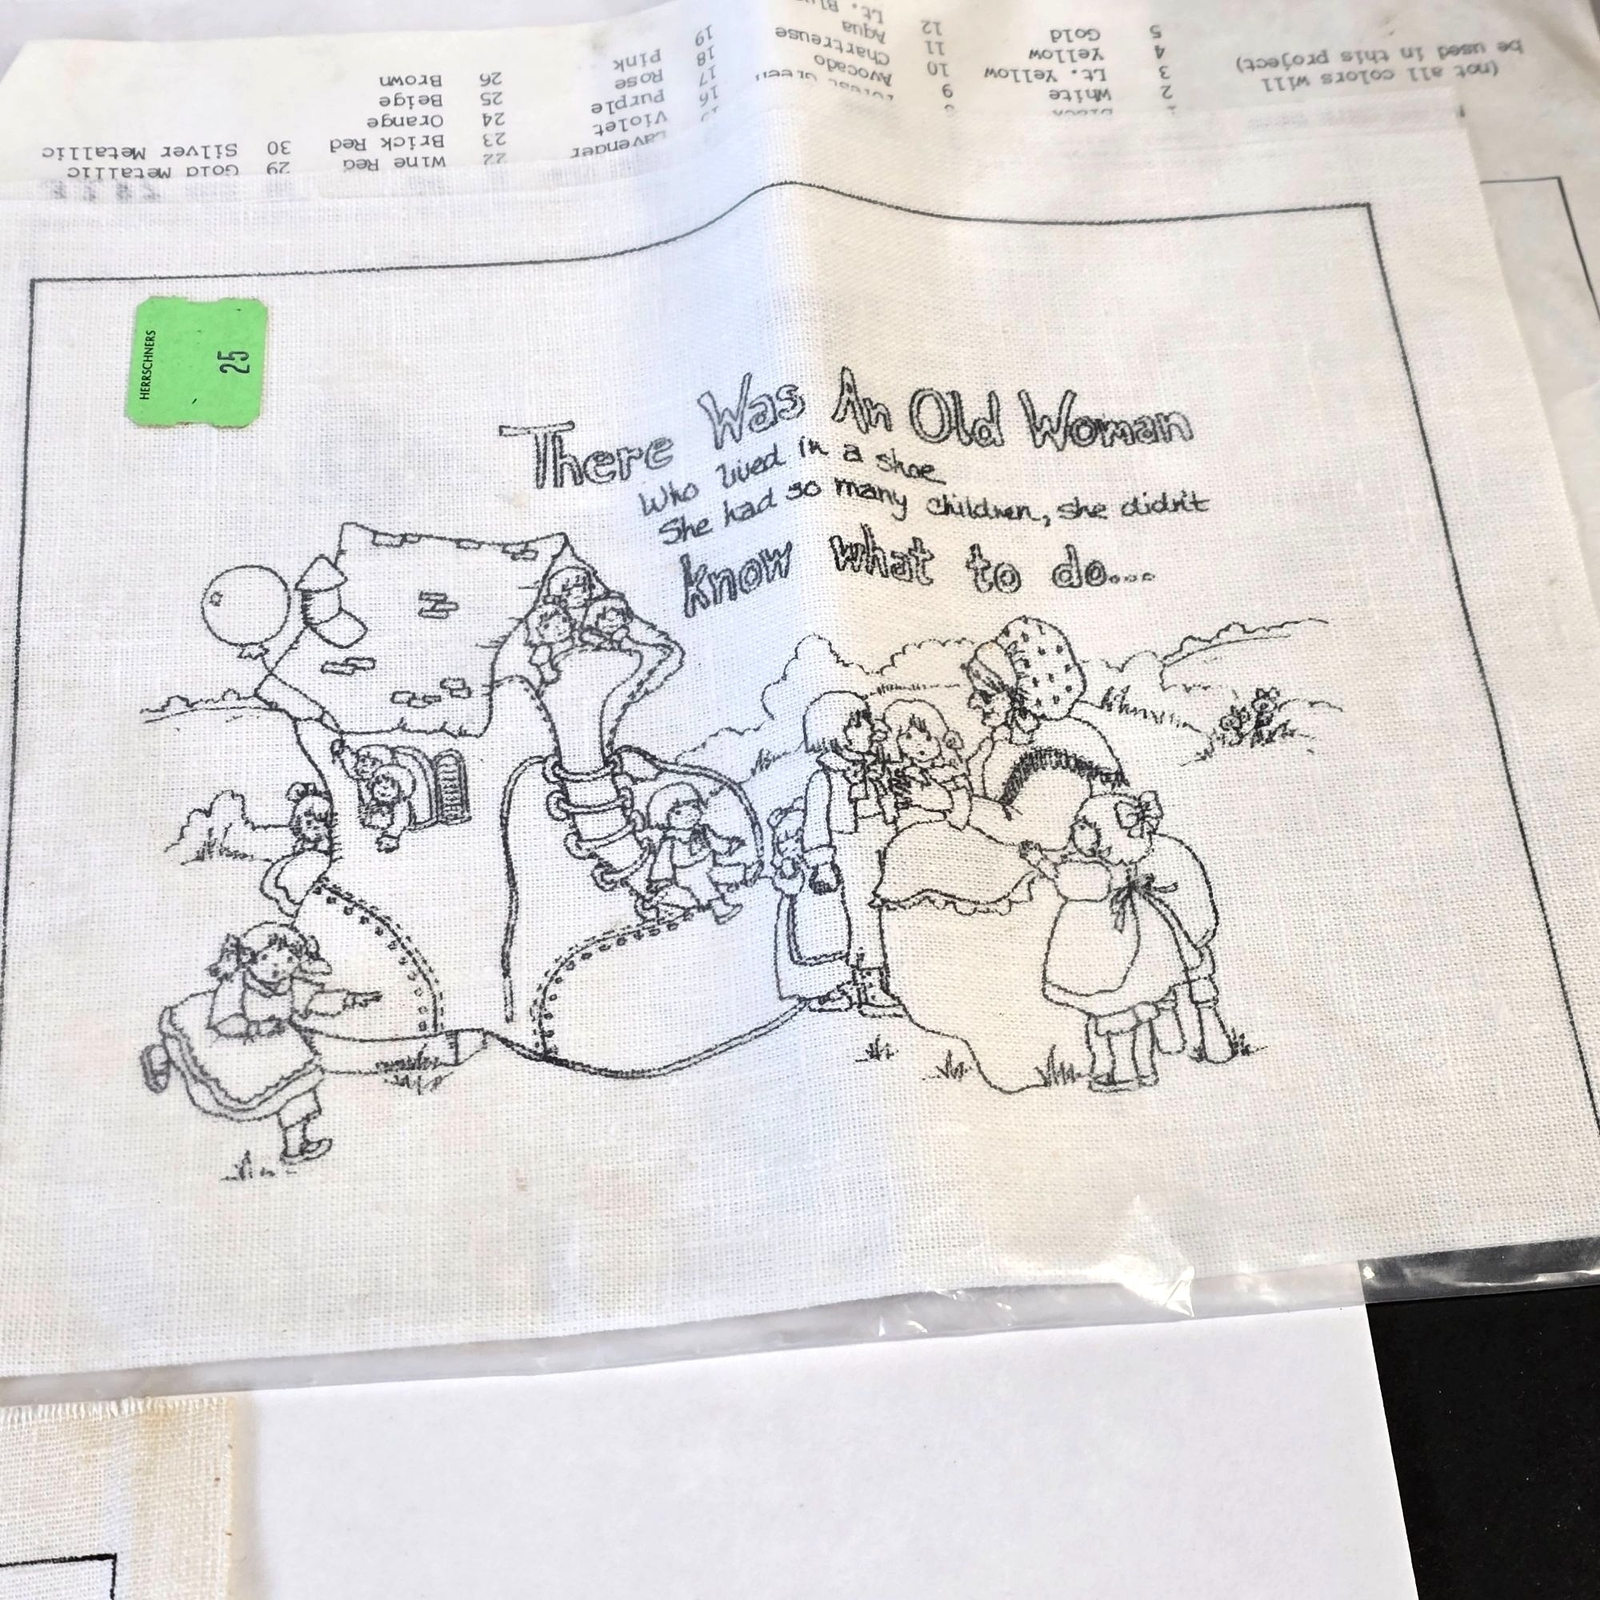 HERRSCHNERS
25
There Was An Old Woman
Who lived in a shoe
She had so many children, she didn't
know what to do...
(not all colors will
be used in this project)
2 White
3 Lt. Yellow
4 Yellow
5 Gold
9
10 Avocado
11 Chartreuse
12 Aqua
Lt.
Lavender
Violet
16 Purple
17 Rose
18 Pink
19
22 Wine Red
23 Brick Red
24 Orange
25 Beige
26 Brown
29 Gold Metallic
30 Silver Metallic